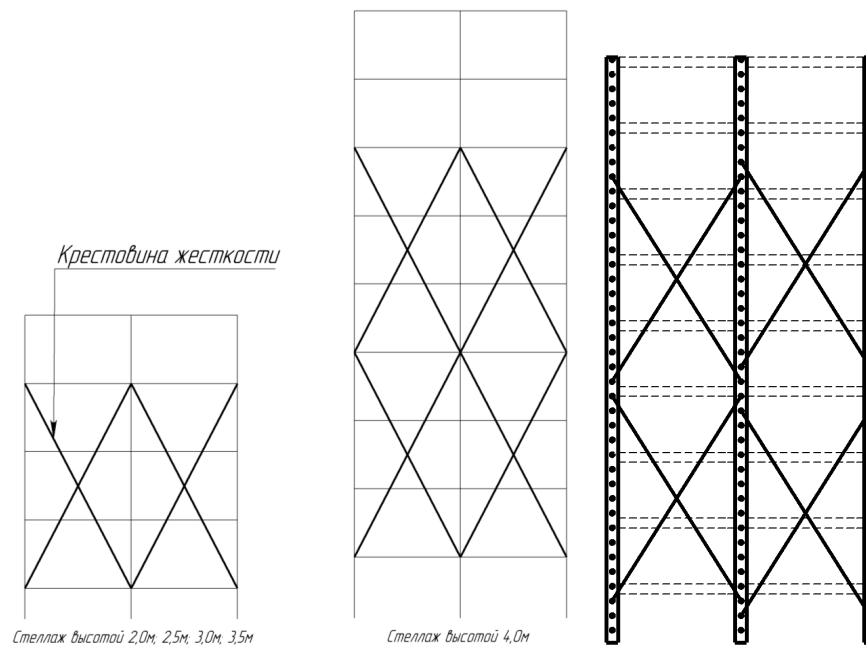 Крестовина жесткости
Стеллаж высотой 2,0м; 2,5м; 3,0м; 3,5м
Стеллаж высотой 4,0м